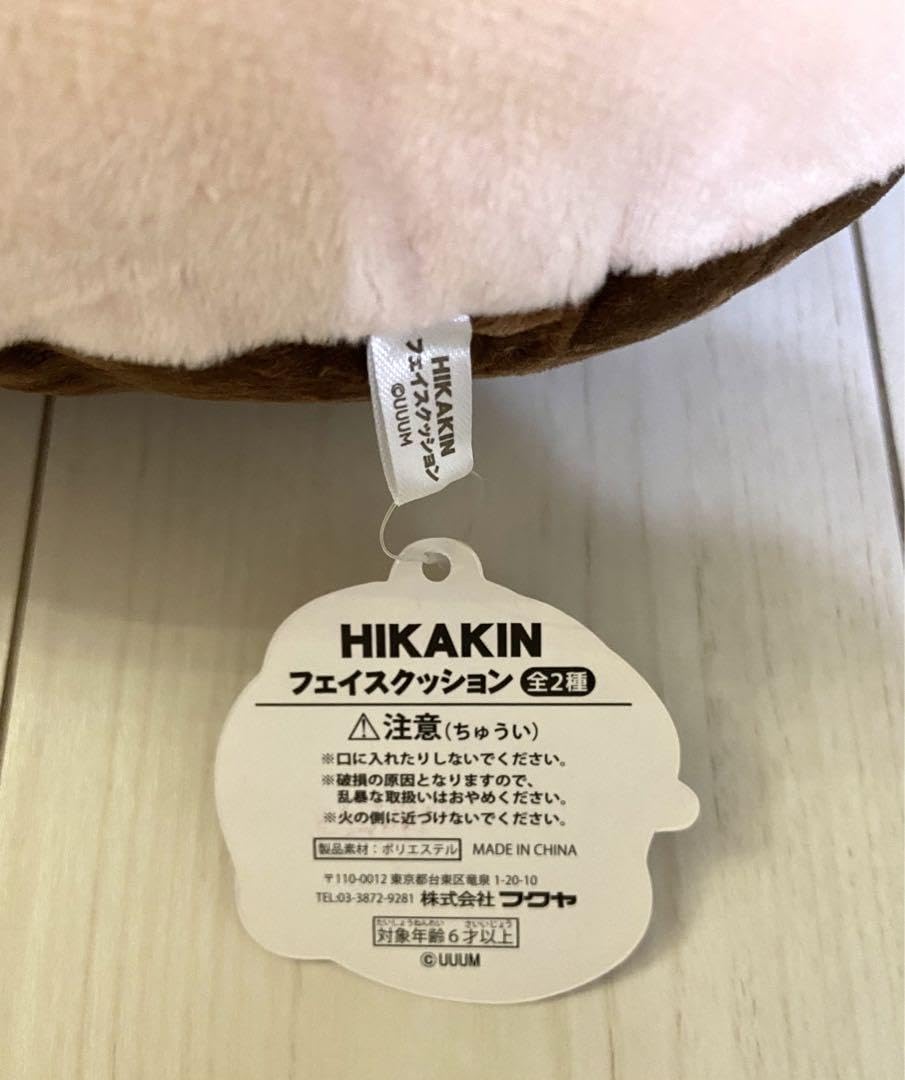 HIKAKIN
フェイスクッション
©UUUM
HIKAKIN
フェイスクッション 全2種
⚠注意(ちゅうい)
※口に入れたりしないでください。
※破損の原因となりますので、
乱暴な取扱いはおやめください。
※火の側に近づけないでください。
製品素材：ポリエステル MADE IN CHINA
〒110-0012 東京都台東区竜泉 1-20-10
TEL:03-3872-9281 株式会社フクヤ
たいしょうねんれい さいいじょう
対象年齢6才以上
©UUUM